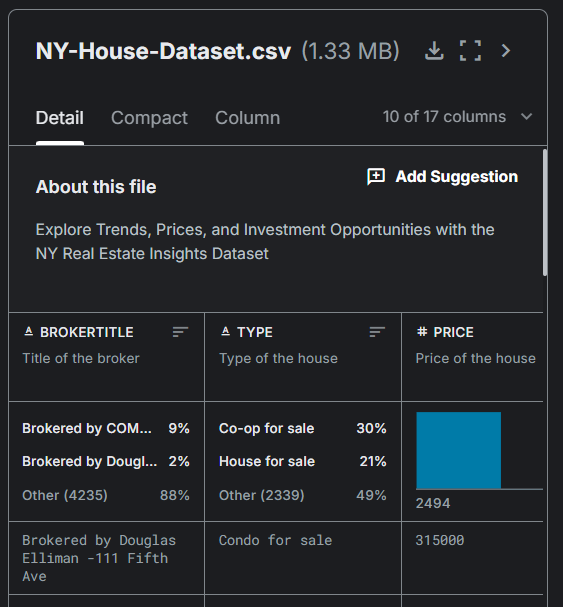 NY-House-Dataset.csv (1.33 MB)
Detail Compact Column 10 of 17 columns
Add Suggestion
About this file
Explore Trends, Prices, and Investment Opportunities with the
NY Real Estate Insights Dataset
A BROKERTITLE A TYPE # PRICE
Title of the broker Type of the house Price of the house
Brokered by COM... 9% Co-op for sale 30%
Brokered by Dougl... 2% House for sale 21%
Other (4235) 88% Other (2339) 49%
2494
Brokered by Douglas Condo for sale 315000
Elliman -111 Fifth
Ave